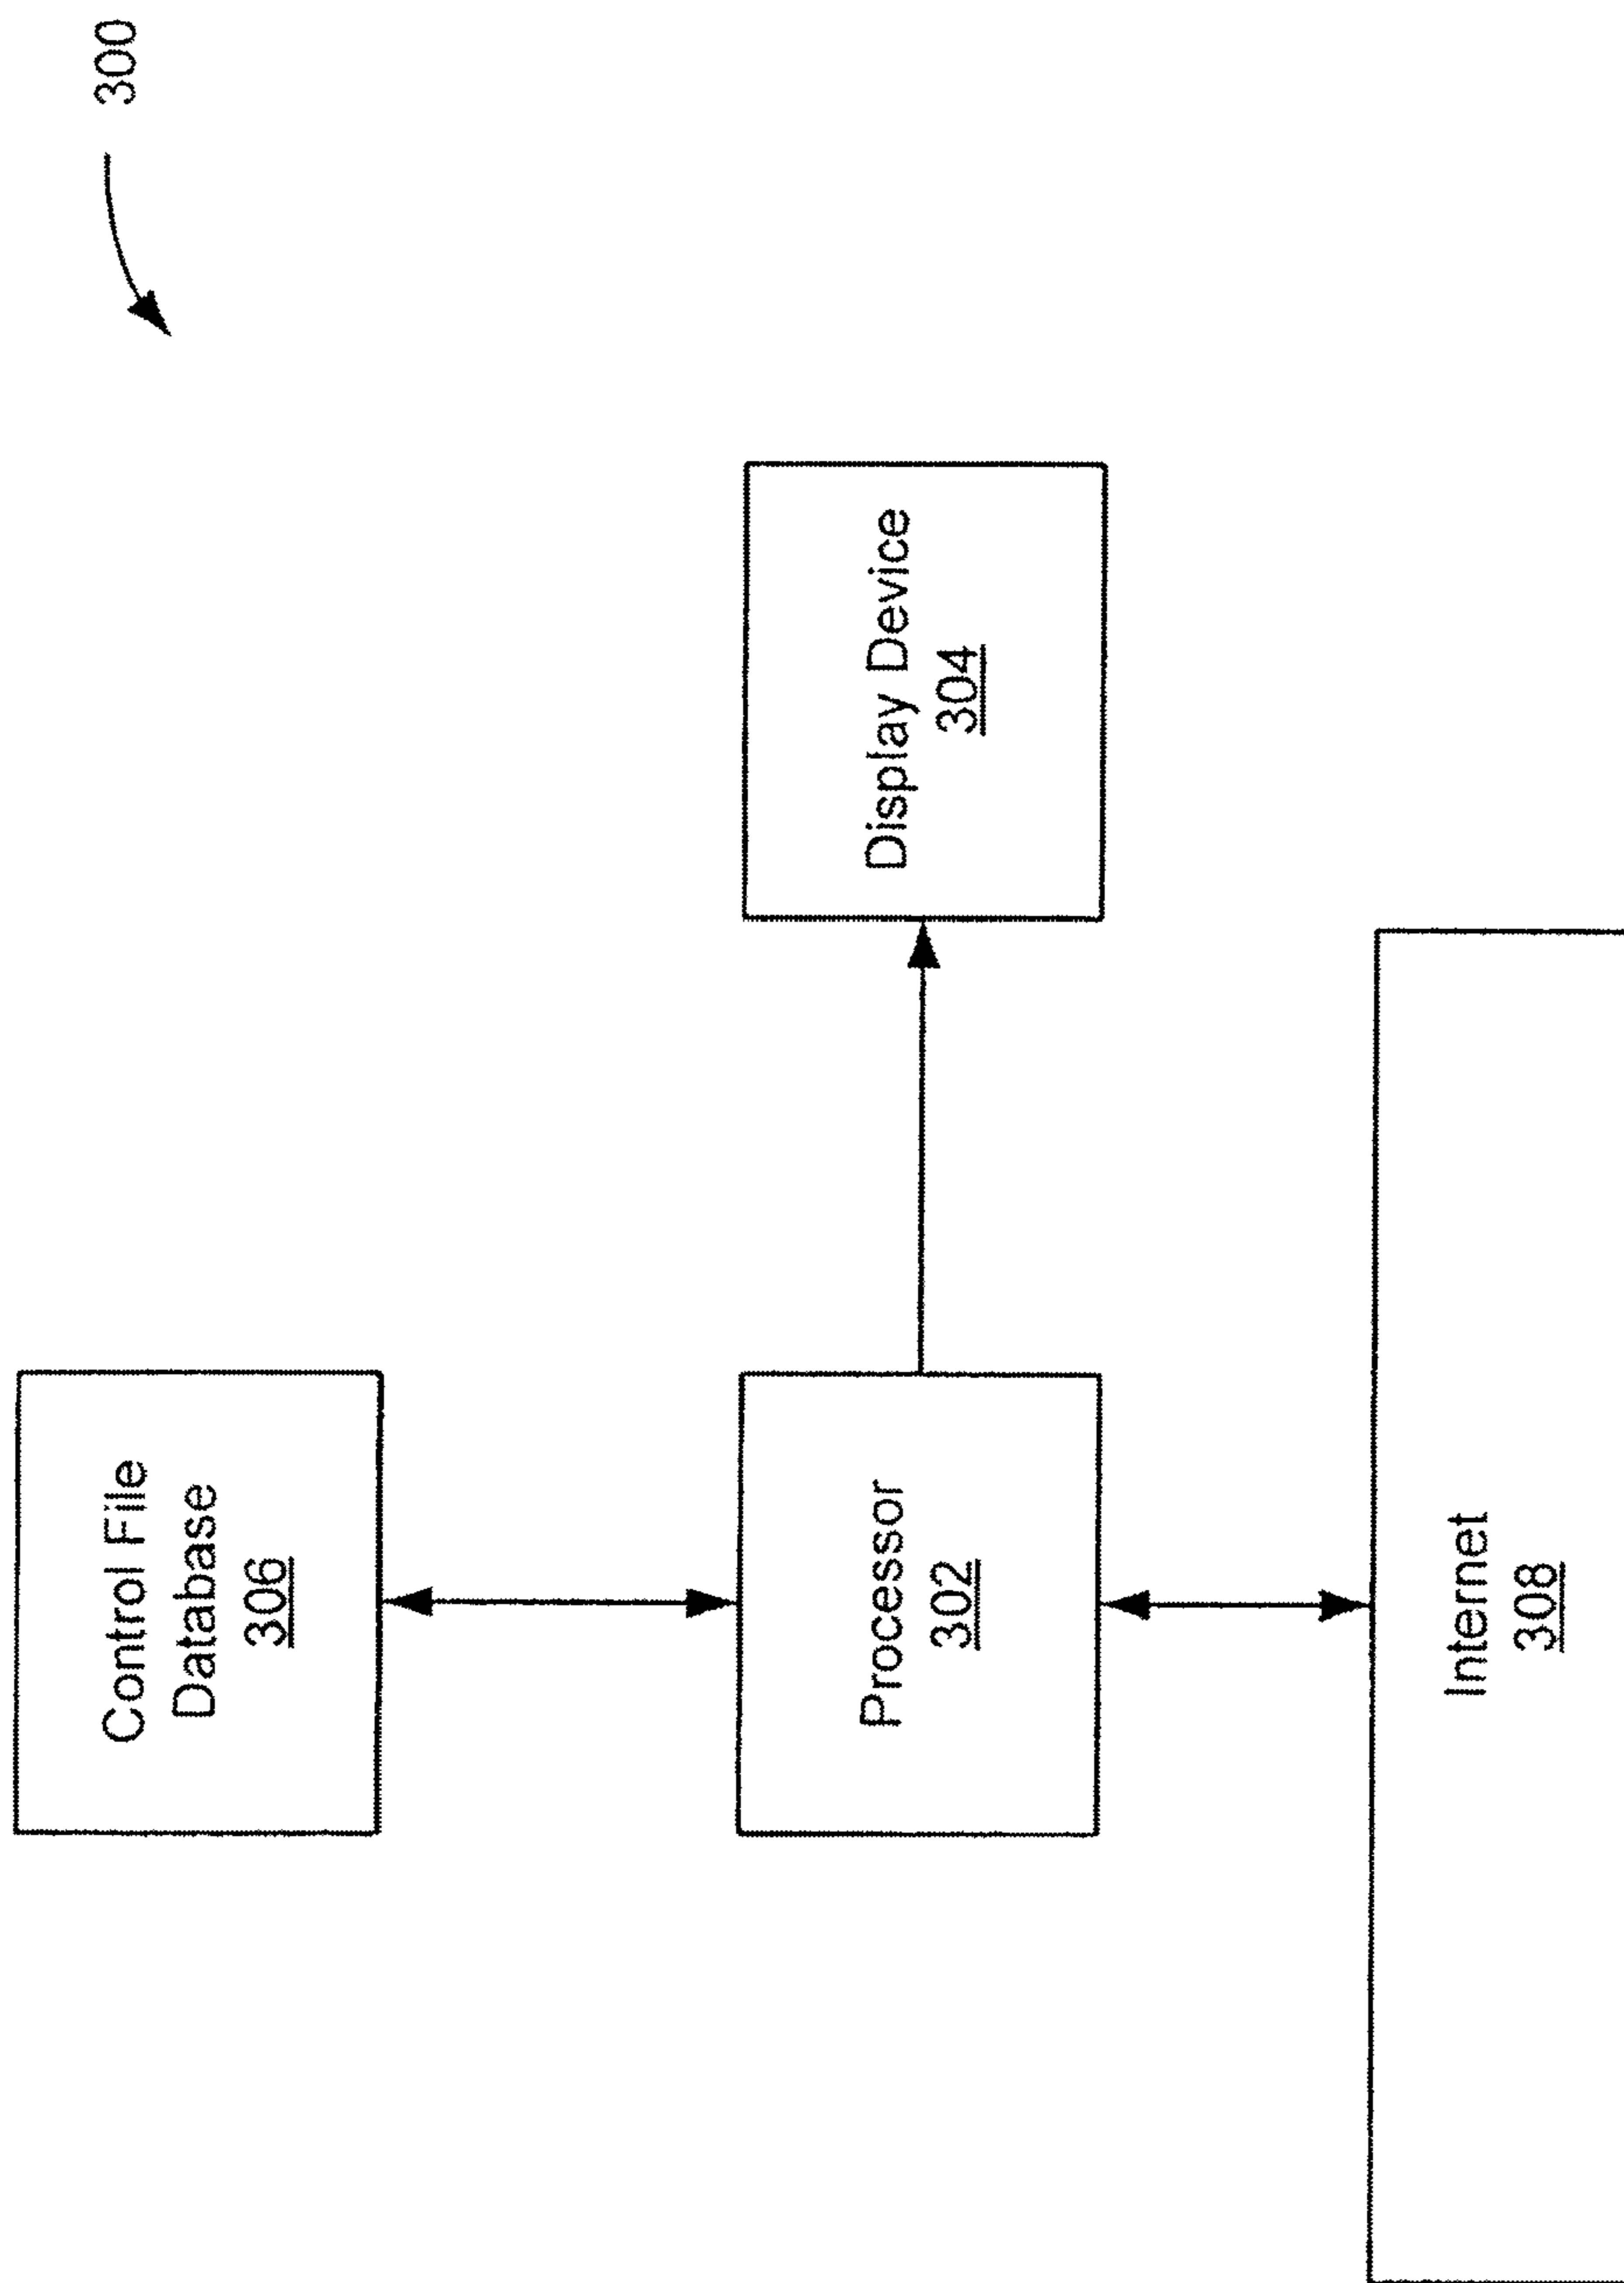 300
Control File
Database
306
Display Device
304
Processor
302
Internet
308